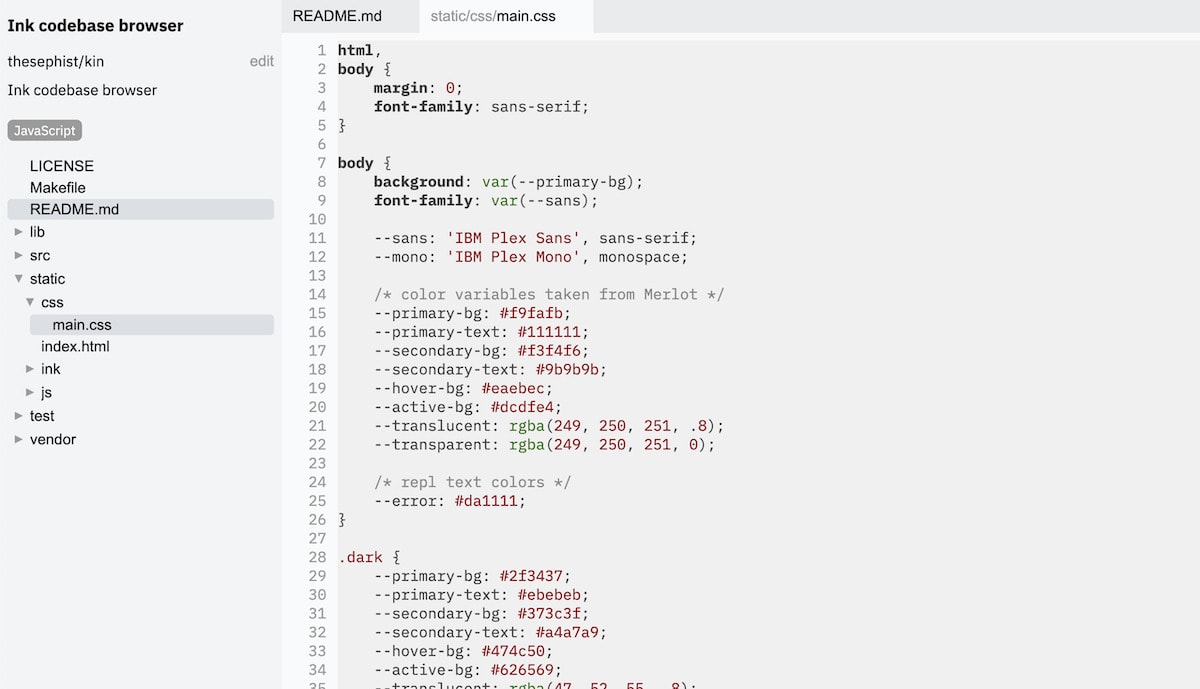 Ink codebase browser
thesephist/kin edit
Ink codebase browser
JavaScript
LICENSE
Makefile
README.md
lib
src
static
css
main.css
index.html
ink
js
test
vendor
README.md static/css/main.css
1 html,
2 body {
3 margin: 0;
4 font-family: sans-serif;
5 }
6
7 body {
8 background: var(--primary-bg);
9 font-family: var(--sans);
10
11 --sans: 'IBM Plex Sans', sans-serif;
12 --mono: 'IBM Plex Mono', monospace;
13
14 /* color variables taken from Merlot */
15 --primary-bg: #f9fafb;
16 --primary-text: #111111;
17 --secondary-bg: #f3f4f6;
18 --secondary-text: #9b9b9b;
19 --hover-bg: #eaebec;
20 --active-bg: #dcdfe4;
21 --translucent: rgba(249, 250, 251, .8);
22 --transparent: rgba(249, 250, 251, 0);
23
24 /* repl text colors */
25 --error: #da1111;
26 }
27
28 .dark {
29 --primary-bg: #2f3437;
30 --primary-text: #ebebeb;
31 --secondary-bg: #373c3f;
32 --secondary-text: #a4a7a9;
33 --hover-bg: #474c50;
34 --active-bg: #626569;
35 --translucent: rgba(47, 52, 55, .8);